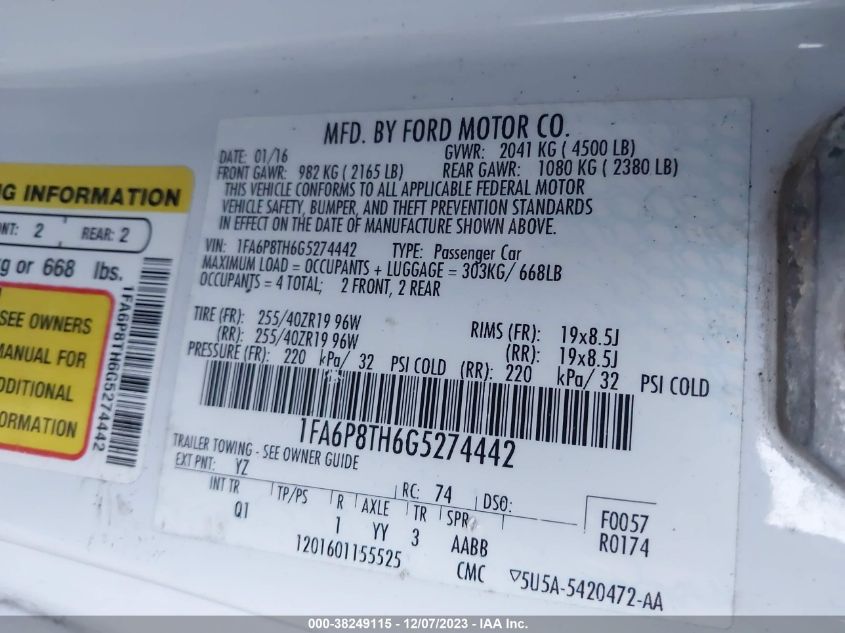 MFD. BY FORD MOTOR CO.
DATE: 01/16
GVWR: 2041 KG ( 4500 LB)
FRONT GAWR: 982 KG ( 2165 LB)
REAR GAWR: 1080 KG ( 2380 LB)
THIS VEHICLE CONFORMS TO ALL APPLICABLE FEDERAL MOTOR
VEHICLE SAFETY, BUMPER, AND THEFT PREVENTION STANDARDS
IN EFFECT ON THE DATE OF MANUFACTURE SHOWN ABOVE.
VIN: 1FA6P8TH6G5274442 TYPE: Passenger Car
MAXIMUM LOAD = OCCUPANTS + LUGGAGE = 303KG/ 668LB
OCCUPANTS = 4 TOTAL; 2 FRONT, 2 REAR
TIRE (FR): 255/40ZR19 96W RIMS (FR): 19x8.5J
(RR): 255/40ZR19 96W (RR): 19x8.5J
PRESSURE (FR): 220 kPa/ 32 PSI COLD (RR): 220 kPa/ 32 PSI COLD
1FA6P8TH6G5274442
TRAILER TOWING - SEE OWNER GUIDE
EXT PNT: YZ RC: 74 DSO: F0057
INT TR TP/PS R AXLE TR SPR R0174
Q1 1 YY 3 AABB
1201601155525 CMC ▽5U5A-5420472-AA
G INFORMATION
NT: 2 REAR: 2
g or 668 lbs.
SEE OWNERS
MANUAL FOR
DDITIONAL
FORMATION
1FA6P8TH6G5274442
000-38249115 - 12/07/2023 - IAA Inc.